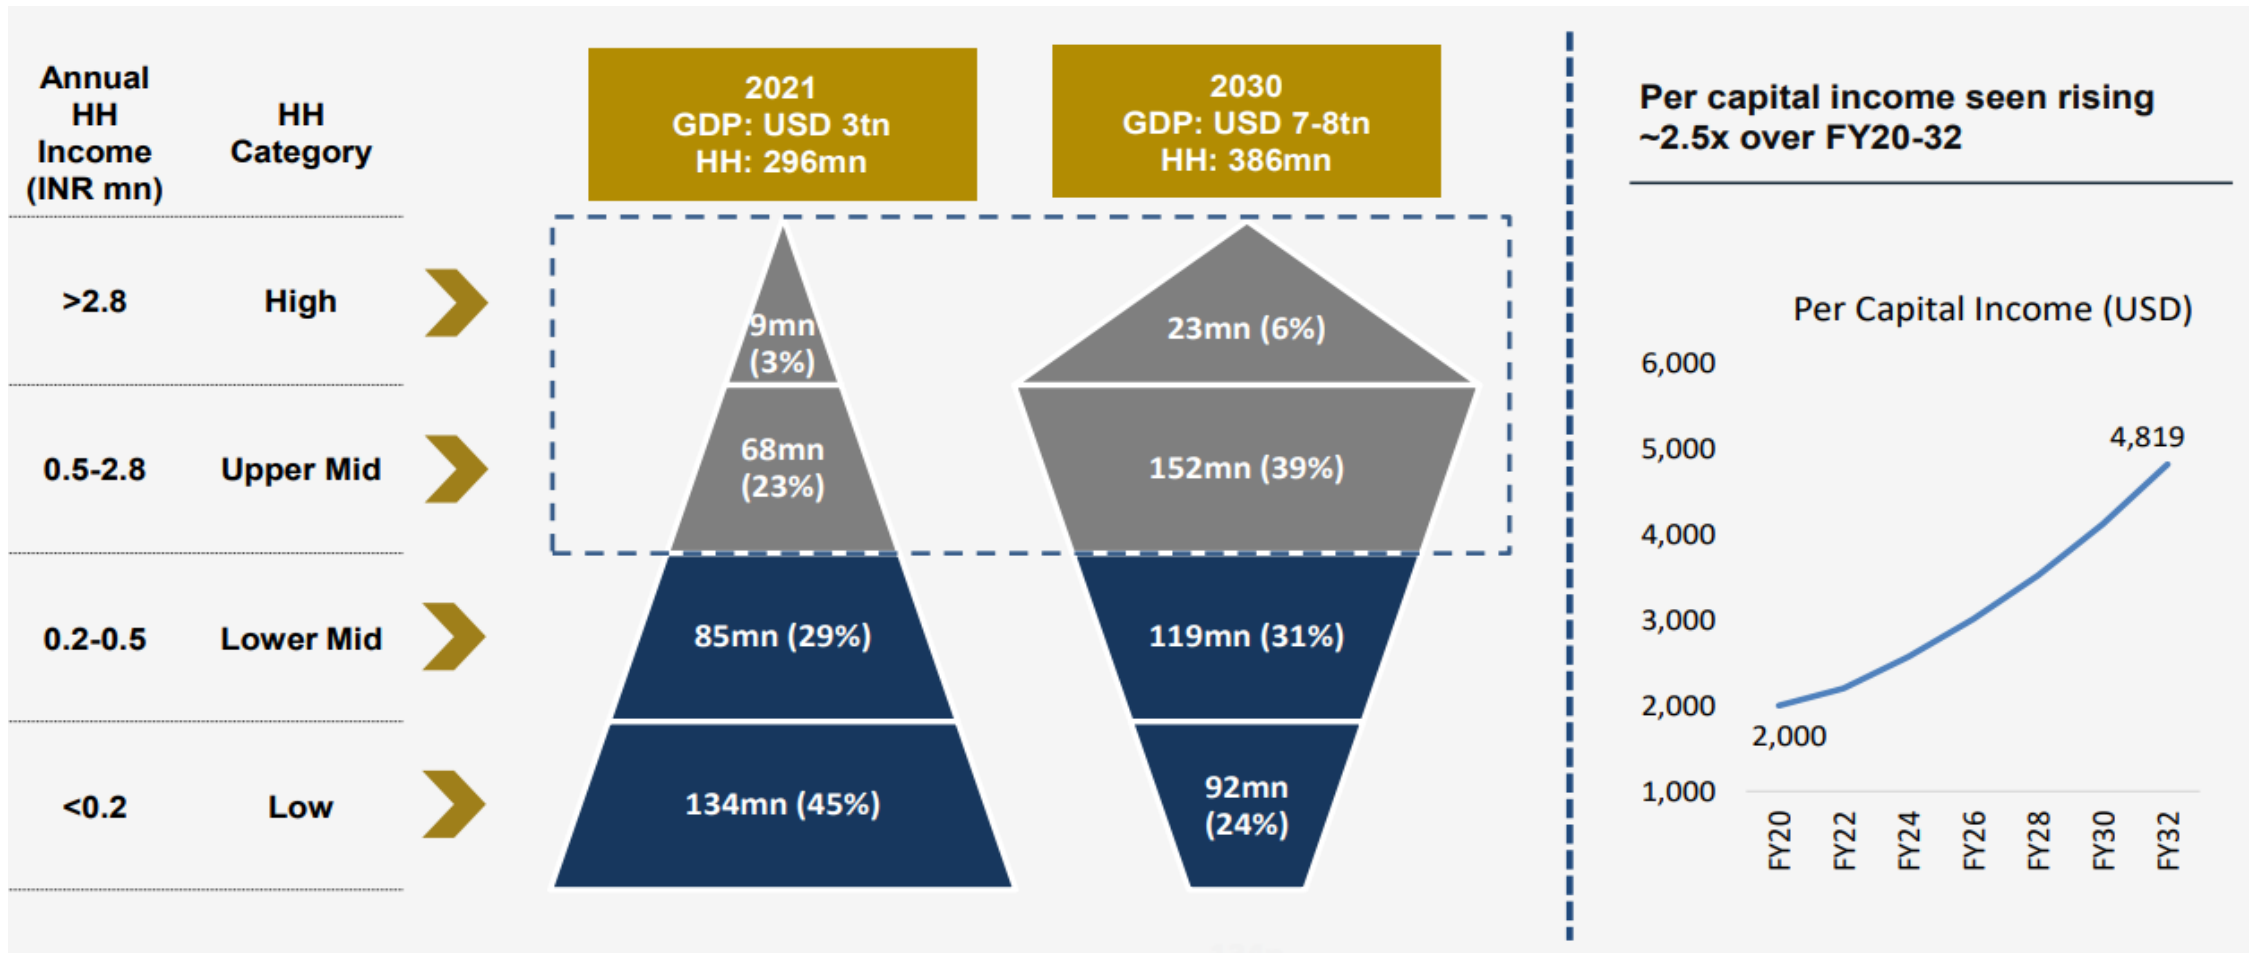 Annual
HH
Income
(INR mn)
HH
Category
2021
GDP: USD 3tn
HH: 296mn
2030
GDP: USD 7-8tn
HH: 386mn
>2.8
High
9mn
(3%)
23mn (6%)
0.5-2.8
Upper Mid
68mn
(23%)
152mn (39%)
0.2-0.5
Lower Mid
85mn (29%)
119mn (31%)
<0.2
Low
134mn (45%)
92mn
(24%)
Per capital income seen rising
~2.5x over FY20-32
Per Capital Income (USD)
6,000
5,000
4,000
3,000
2,000
1,000
4,819
2,000
FY20
FY22
FY24
FY26
FY28
FY30
FY32